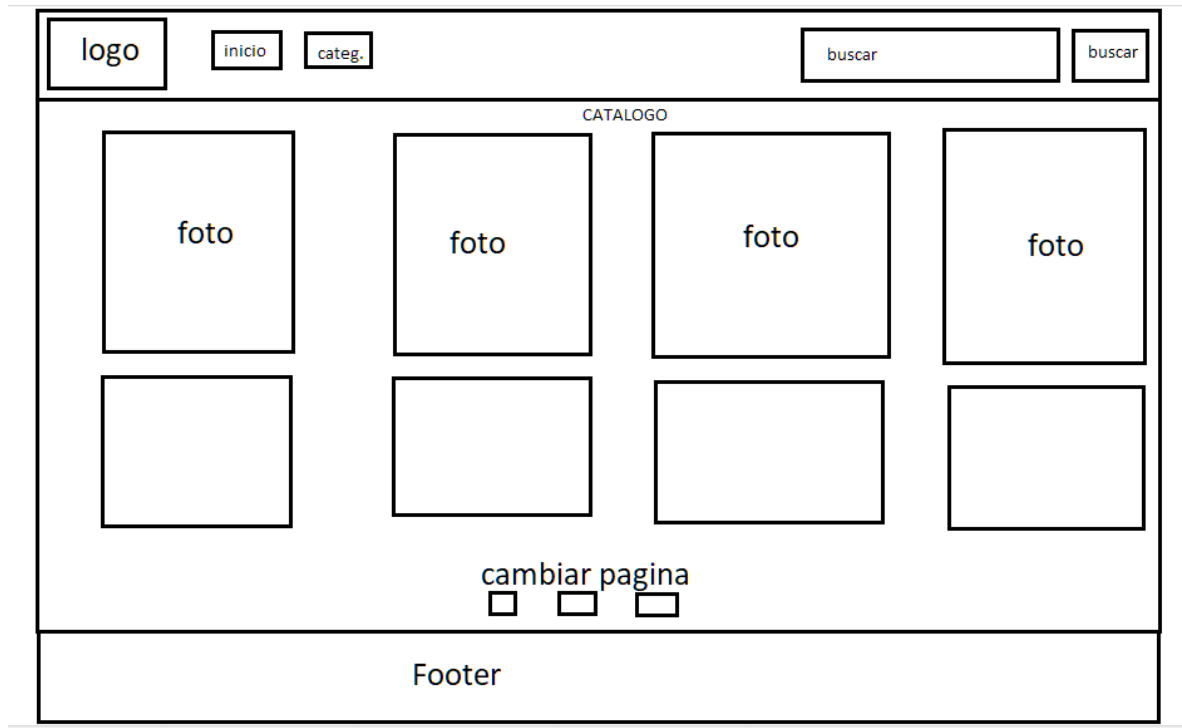 logo
inicio
categ.
buscar
buscar
CATALOGO
foto
foto
foto
foto
cambiar pagina
Footer